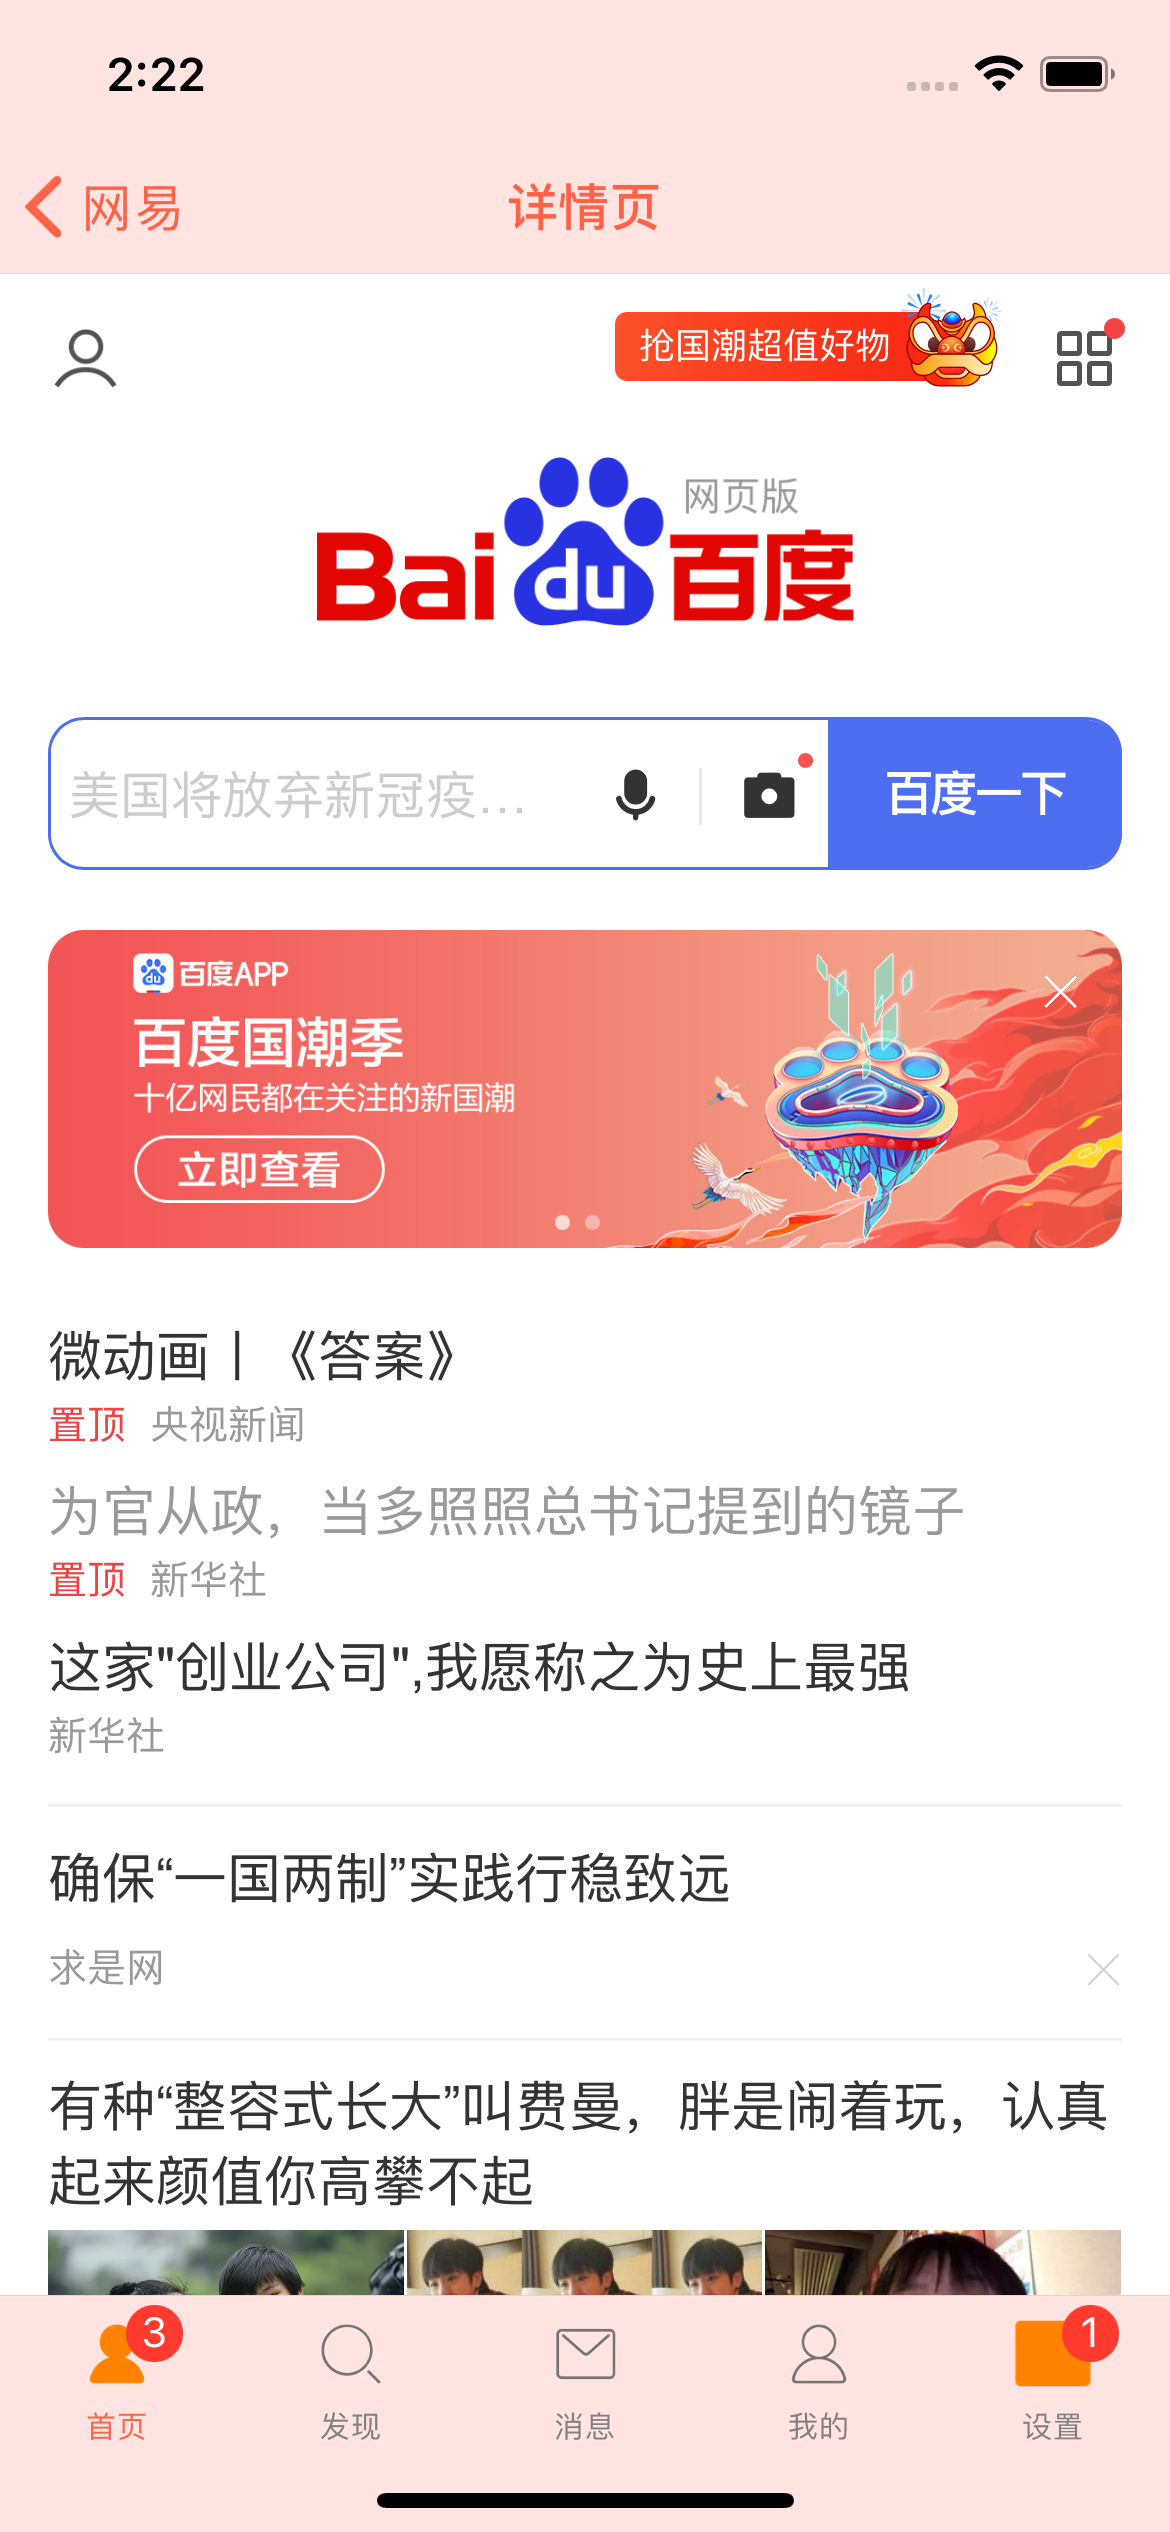 2:22
网易
详情页
抢国潮超值好物
网页版
Bai du 百度
美国将放弃新冠疫...
百度一下
du 百度APP
百度国潮季
十亿网民都在关注的新国潮
立即查看
微动画丨《答案》
置顶 央视新闻
为官从政，当多照照总书记提到的镜子
置顶 新华社
这家"创业公司",我愿称之为史上最强
新华社
确保“一国两制”实践行稳致远
求是网
有种“整容式长大”叫费曼，胖是闹着玩，认真
起来颜值你高攀不起
3
1
首页
发现
消息
我的
设置